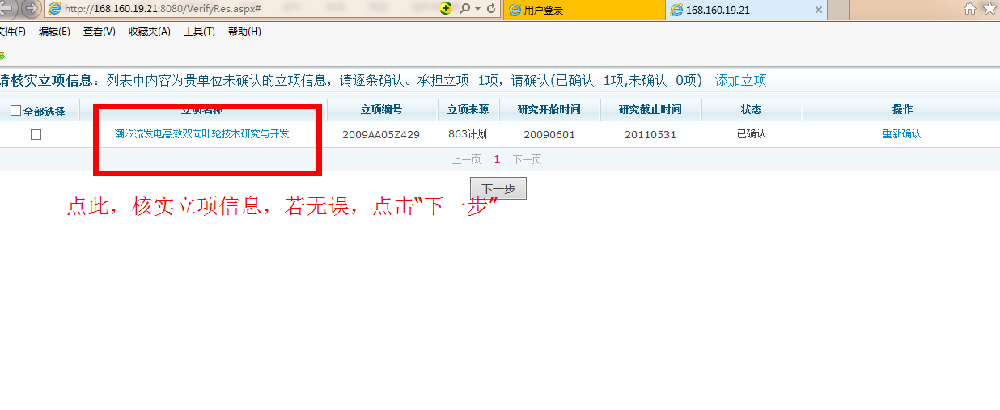 http://168.160.19.21:8080/VerifyRes.aspx#
用户登录
168.160.19.21
文件(F) 编辑(E) 查看(V) 收藏夹(A) 工具(T) 帮助(H)
请核实立项信息：列表中内容为贵单位未确认的立项信息，请逐条确认。承担立项 1项，请确认(已确认 1项,未确认 0项) 添加立项
全部选择 立项名称 立项编号 立项来源 研究开始时间 研究截止时间 状态 操作
潮汐流发电高效双向叶轮技术研究与开发 2009AA05Z429 863计划 20090601 20110531 已确认 重新确认
上一页 1 下一页
下一步
点此，核实立项信息，若无误，点击“下一步”